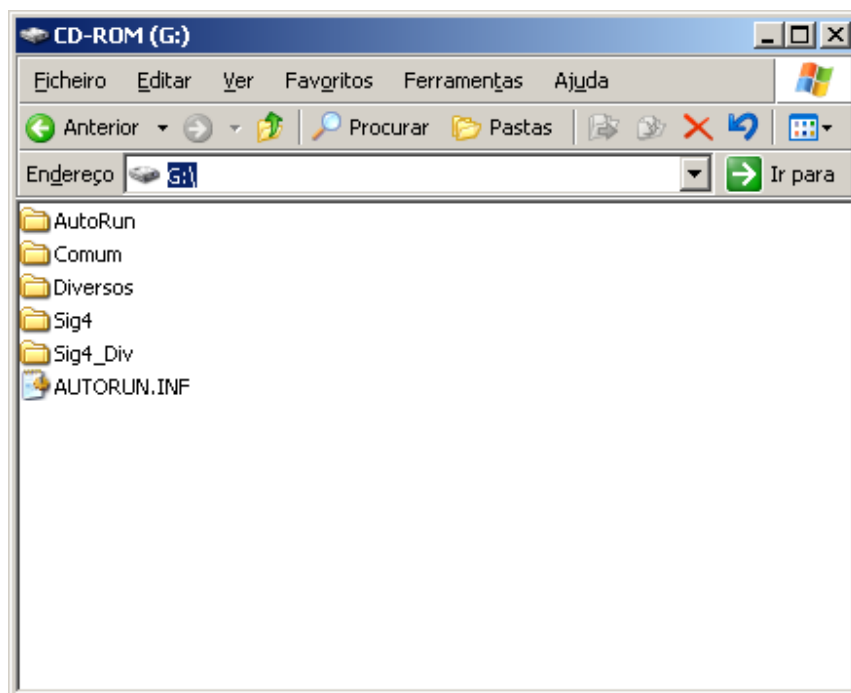 CD-ROM (G:)
Ficheiro Editar Ver Favoritos Ferramentas Ajuda
Anterior Procurar Pastas
Endereço G:\ Ir para
AutoRun
Comum
Diversos
Sig4
Sig4_Div
AUTORUN.INF